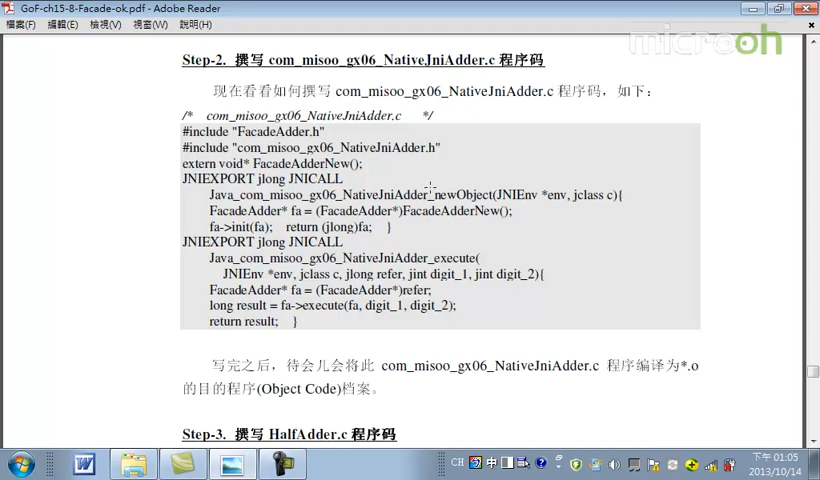 GoF-ch15-8-Facade-ok.pdf - Adobe Reader
檔案(F) 編輯(E) 檢視(V) 視窗(W) 說明(H)
microoh
Step-2. 撰写 com_misoo_gx06_NativeJniAdder.c 程序码
现在看看如何撰写 com_misoo_gx06_NativeJniAdder.c 程序码，如下：
/* com_misoo_gx06_NativeJniAdder.c */
#include "FacadeAdder.h"
#include "com_misoo_gx06_NativeJniAdder.h"
extern void* FacadeAdderNew();
JNIEXPORT jlong JNICALL
Java_com_misoo_gx06_NativeJniAdder_newObject(JNIEnv *env, jclass c){
FacadeAdder* fa = (FacadeAdder*)FacadeAdderNew();
fa->init(fa); return (jlong)fa; }
JNIEXPORT jlong JNICALL
Java_com_misoo_gx06_NativeJniAdder_execute(
JNIEnv *env, jclass c, jlong refer, jint digit_1, jint digit_2){
FacadeAdder* fa = (FacadeAdder*)refer;
long result = fa->execute(fa, digit_1, digit_2);
return result; }
写完之后，待会儿会将此 com_misoo_gx06_NativeJniAdder.c 程序编译为*.o
的目的程序(Object Code)档案。
Step-3. 撰写 HalfAdder.c 程序码
CH 中
下午 01:05
2013/10/14